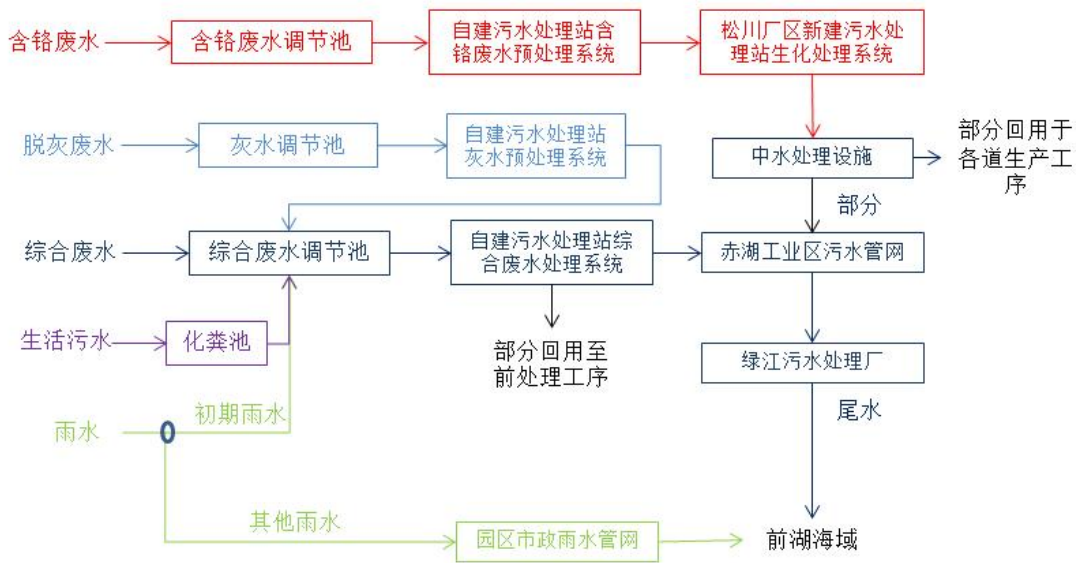 含铬废水
含铬废水调节池
自建污水处理站含
铬废水预处理系统
松川厂区新建污水处
理站生化处理系统
脱灰废水
灰水调节池
自建污水处理站
灰水预处理系统
中水处理设施
部分回用于
各道生产工
序
部分
综合废水
综合废水调节池
自建污水处理站综
合废水处理系统
赤湖工业区污水管网
生活污水
化粪池
部分回用至
前处理工序
绿江污水处理厂
尾水
雨水
初期雨水
其他雨水
园区市政雨水管网
前湖海域